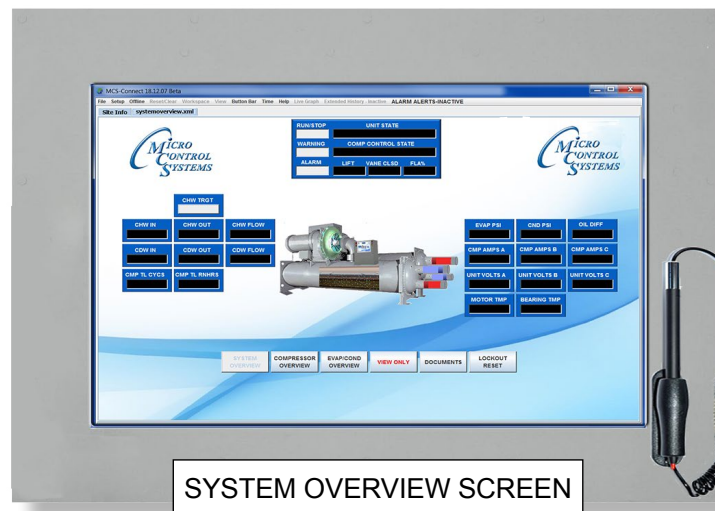 MCS-Connect 18.12.07 Beta
File Setup Offline Reset/Clear Workspace View Button Bar Time Help Live Graph Extended History - Inactive ALARM ALERTS-INACTIVE
Site Info systemoverview.xml
MICRO CONTROL SYSTEMS
RUN/STOP UNIT STATE
WARNING COMP CONTROL STATE
ALARM LIFT VANE CLSD FLA%
MICRO CONTROL SYSTEMS
CHW TRGT
CHW IN CHW OUT CHW FLOW
CDW IN CDW OUT CDW FLOW
CMP TL CYCS CMP TL RNHRS
EVAP PSI CND PSI OIL DIFF
CMP AMPS A CMP AMPS B CMP AMPS C
UNIT VOLTS A UNIT VOLTS B UNIT VOLTS C
MOTOR TMP BEARING TMP
SYSTEM OVERVIEW
COMPRESSOR OVERVIEW
EVAP/COND OVERVIEW
VIEW ONLY
DOCUMENTS
LOCKOUT RESET
SYSTEM OVERVIEW SCREEN